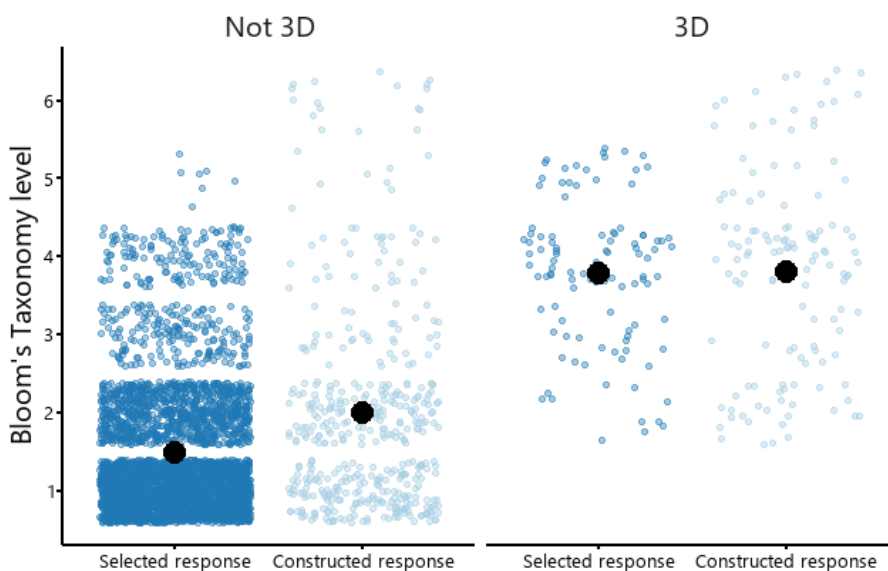 Not 3D
3D
Bloom's Taxonomy level
6
5
4
3
2
1
Selected response
Constructed response
Selected response
Constructed response